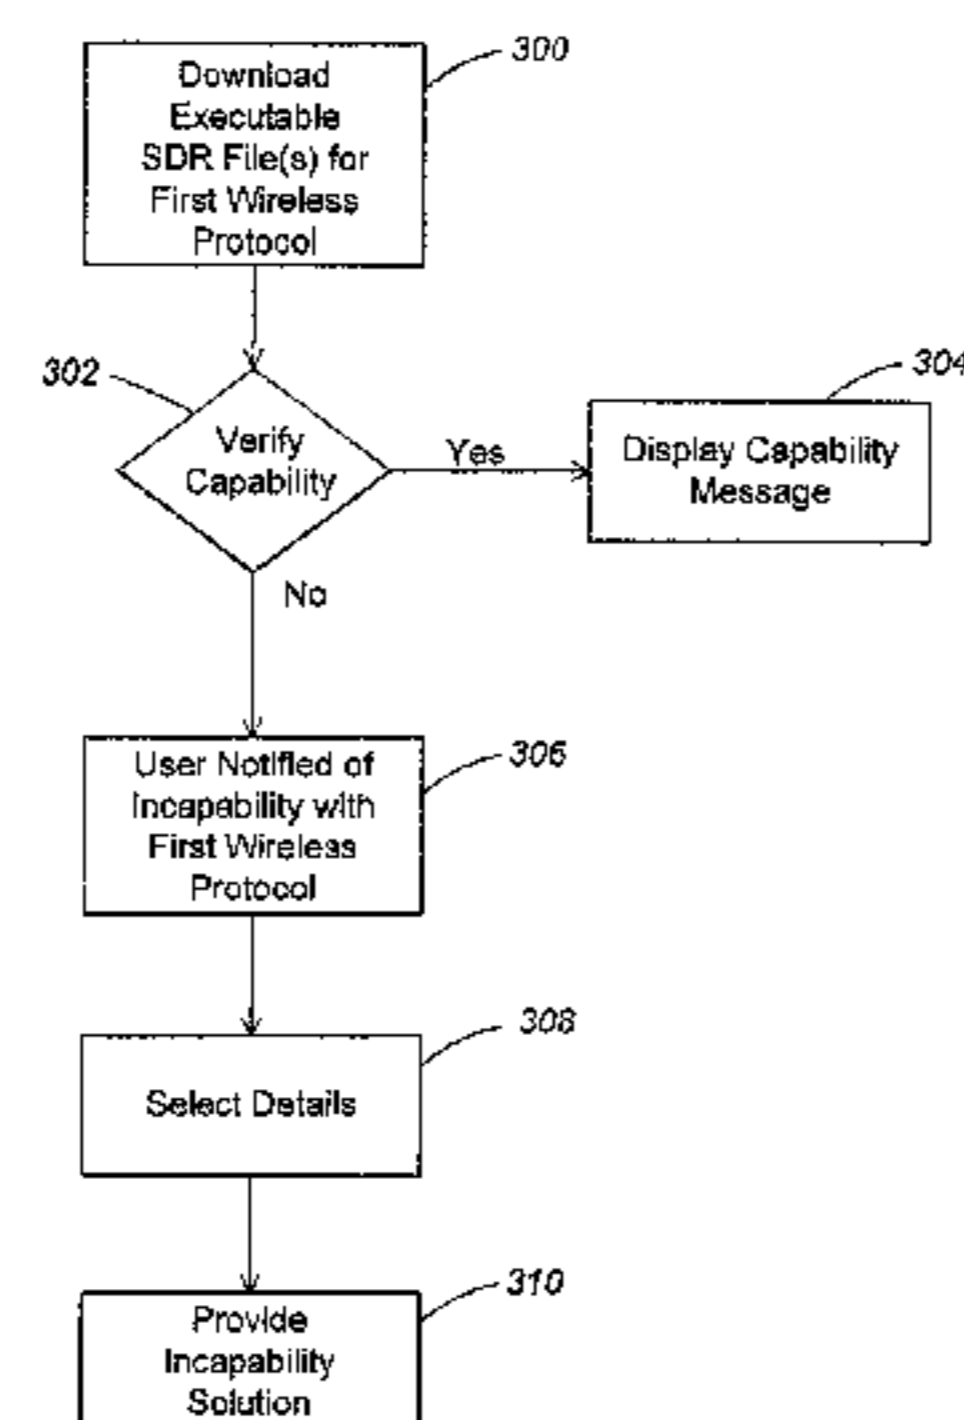 300
Download
Executable
SDR File(s) for
First Wireless
Protocol
302
Verify
Capability
Yes
304
Display Capability
Message
No
306
User Notified of
Incapability with
First Wireless
Protocol
308
Select Details
310
Provide
Incapability
Solution